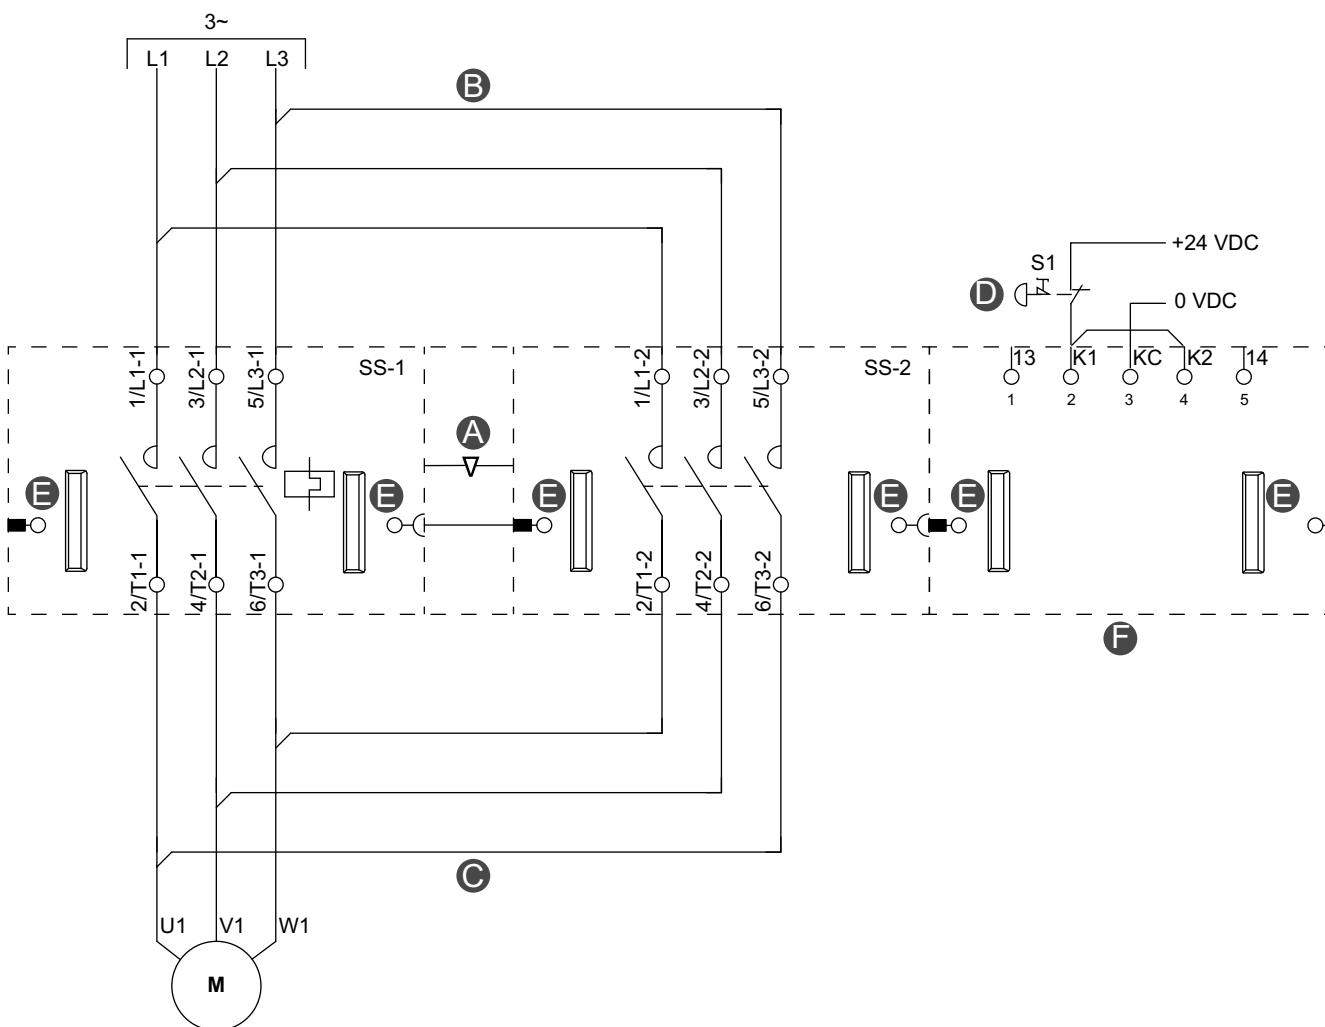 3~
L1 L2 L3
B
+24 VDC
S1
D
0 VDC
1/L1-1 3/L2-1 5/L3-1 SS-1 1/L1-2 3/L2-2 5/L3-2 SS-2 13 K1 KC K2 14
1 2 3 4 5
A
E E E E E E
2/T1-1 4/T2-1 6/T3-1 2/T1-2 4/T2-2 6/T3-2
F
C
U1 V1 W1
M